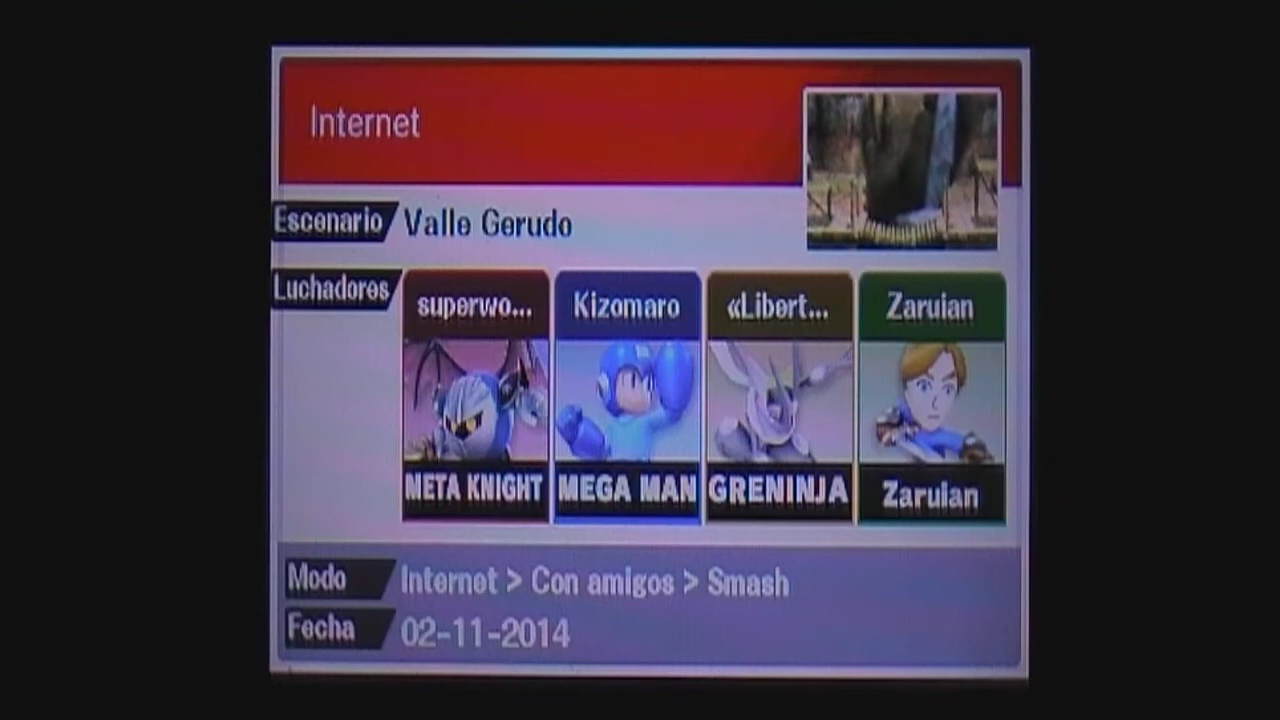 Internet
Escenario Valle Gerudo
Luchadores
superwo... Kizomaro «Libert... Zaruian
META KNIGHT MEGA MAN GRENINJA Zaruian
Modo Internet > Con amigos > Smash
Fecha 02-11-2014